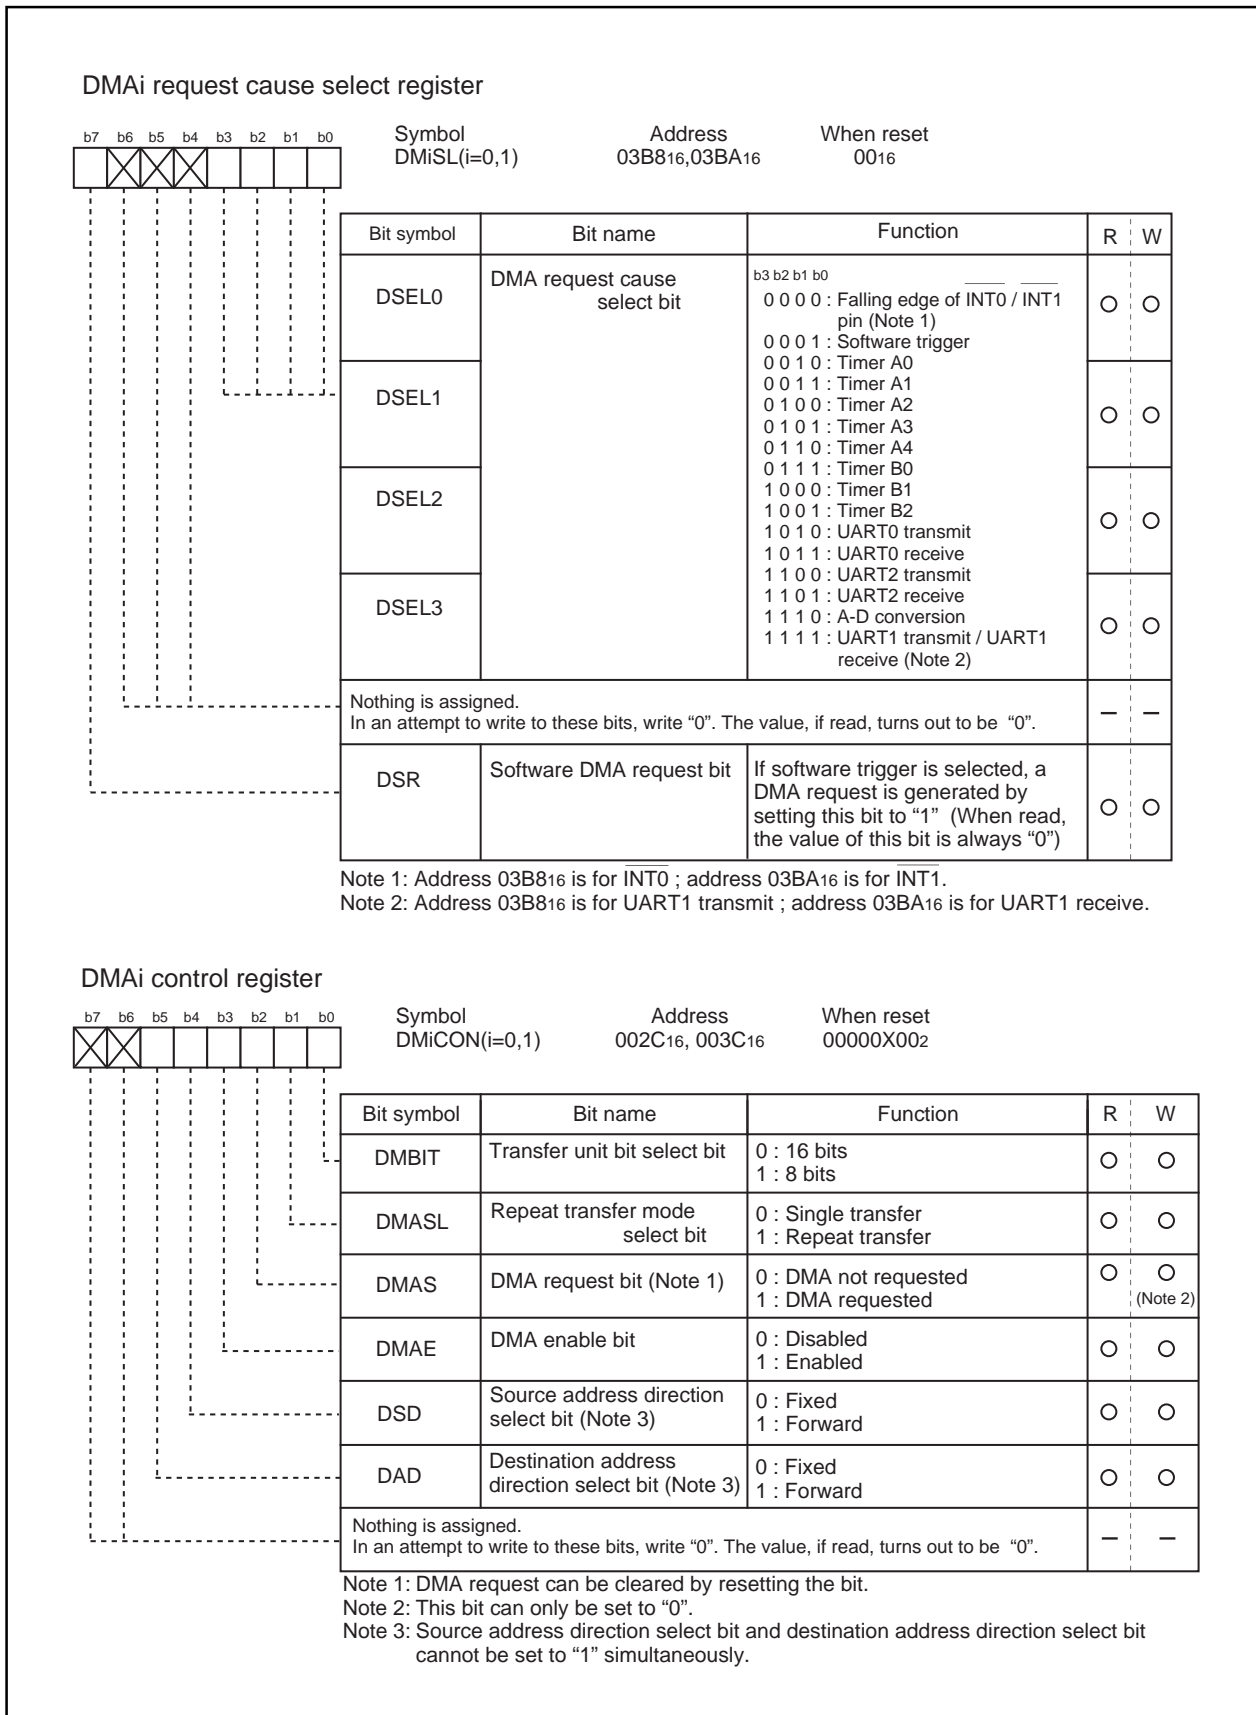 DMAi request cause select register
b7 b6 b5 b4 b3 b2 b1 b0
Symbol Address When reset
DMiSL(i=0,1) 03B816,03BA16 0016
Bit symbol Bit name Function R W
DSEL0 DMA request cause
select bit
b3 b2 b1 b0
0 0 0 0 : Falling edge of INT0 / INT1
pin (Note 1)
0 0 0 1 : Software trigger
0 0 1 0 : Timer A0
0 0 1 1 : Timer A1
DSEL1
0 1 0 0 : Timer A2
0 1 0 1 : Timer A3
0 1 1 0 : Timer A4
0 1 1 1 : Timer B0
DSEL2
1 0 0 0 : Timer B1
1 0 0 1 : Timer B2
1 0 1 0 : UART0 transmit
1 0 1 1 : UART0 receive
1 1 0 0 : UART2 transmit
1 1 0 1 : UART2 receive
DSEL3
1 1 1 0 : A-D conversion
1 1 1 1 : UART1 transmit / UART1
receive (Note 2)
Nothing is assigned.
In an attempt to write to these bits, write “0”. The value, if read, turns out to be “0”.
DSR Software DMA request bit If software trigger is selected, a
DMA request is generated by
setting this bit to “1” (When read,
the value of this bit is always “0”)
Note 1: Address 03B816 is for INT0 ; address 03BA16 is for INT1.
Note 2: Address 03B816 is for UART1 transmit ; address 03BA16 is for UART1 receive.
DMAi control register
b7 b6 b5 b4 b3 b2 b1 b0
Symbol Address When reset
DMiCON(i=0,1) 002C16, 003C16 00000X002
Bit symbol Bit name Function R W
DMBIT Transfer unit bit select bit 0 : 16 bits
1 : 8 bits
DMASL Repeat transfer mode
select bit
0 : Single transfer
1 : Repeat transfer
DMAS DMA request bit (Note 1) 0 : DMA not requested
1 : DMA requested
(Note 2)
DMAE DMA enable bit 0 : Disabled
1 : Enabled
DSD Source address direction
select bit (Note 3)
0 : Fixed
1 : Forward
DAD Destination address
direction select bit (Note 3)
0 : Fixed
1 : Forward
Nothing is assigned.
In an attempt to write to these bits, write “0”. The value, if read, turns out to be “0”.
Note 1: DMA request can be cleared by resetting the bit.
Note 2: This bit can only be set to “0”.
Note 3: Source address direction select bit and destination address direction select bit
cannot be set to “1” simultaneously.